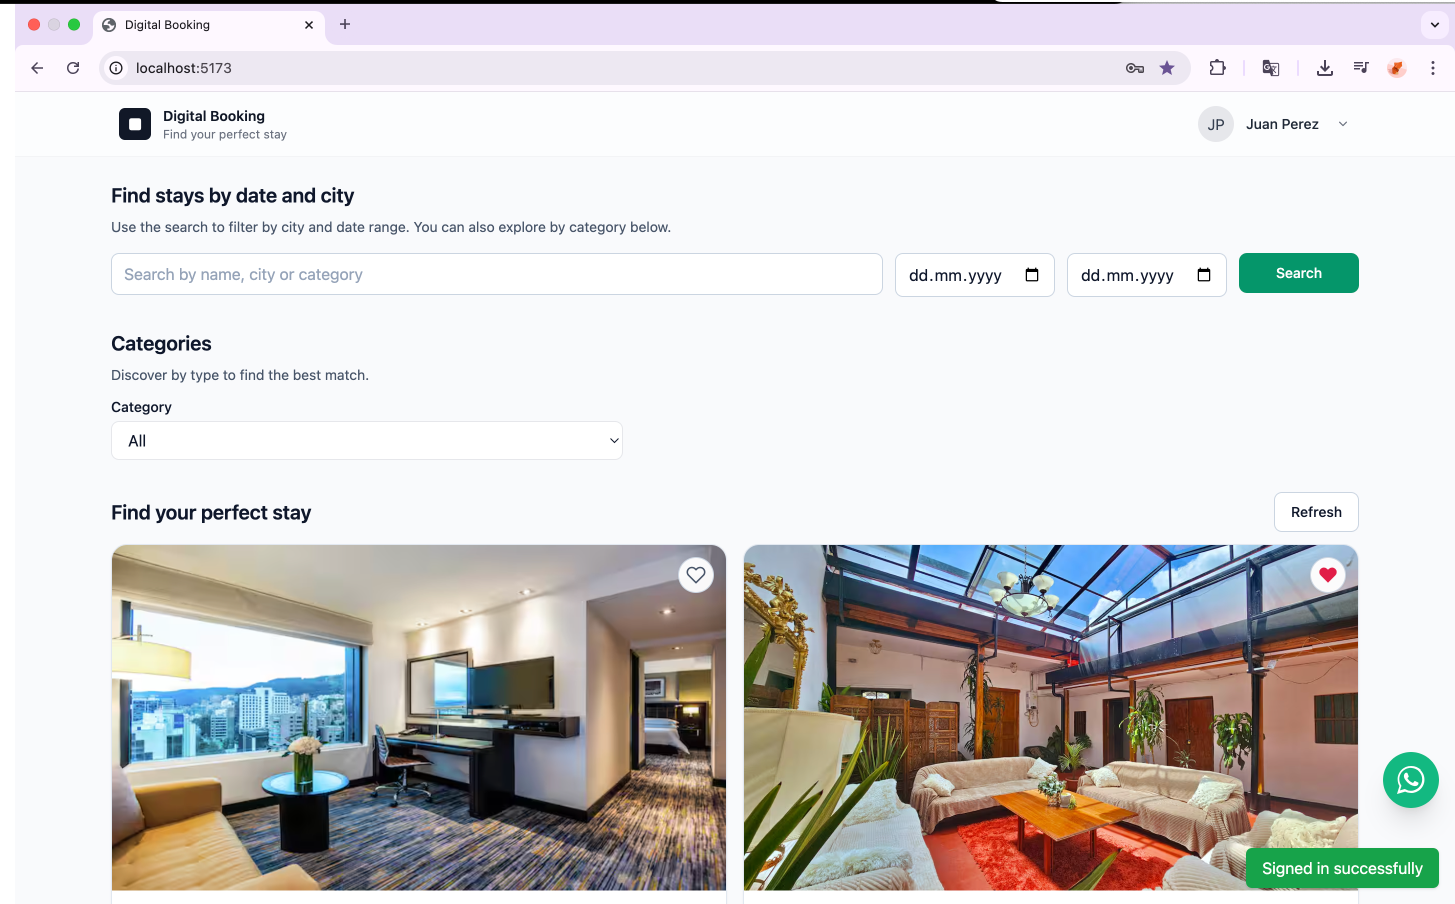 Digital Booking
localhost:5173
Digital Booking
Find your perfect stay
JP
Juan Perez
Find stays by date and city
Use the search to filter by city and date range. You can also explore by category below.
Search by name, city or category
dd.mm.yyyy
dd.mm.yyyy
Search
Categories
Discover by type to find the best match.
Category
All
Find your perfect stay
Refresh
Signed in successfully